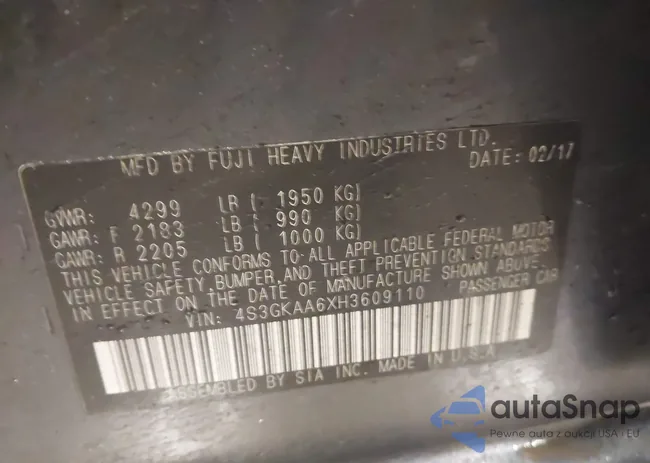 MFD BY FUJI HEAVY INDUSTRIES LTD.
DATE: 02/17
GVWR: 4299 LB ( 1950 KG)
GAWR: F 2183 LB ( 990 KG)
GAWR: R 2205 LB ( 1000 KG)
THIS VEHICLE CONFORMS TO ALL APPLICABLE FEDERAL MOTOR
VEHICLE SAFETY, BUMPER, AND THEFT PREVENTION STANDARDS
IN EFFECT ON THE DATE OF MANUFACTURE SHOWN ABOVE.
VIN: 4S3GKAA6XH3609110 PASSENGER CAR
ASSEMBLED BY SIA INC. MADE IN U.S.A
autaSnap
Pewne auta z aukcji USA i EU